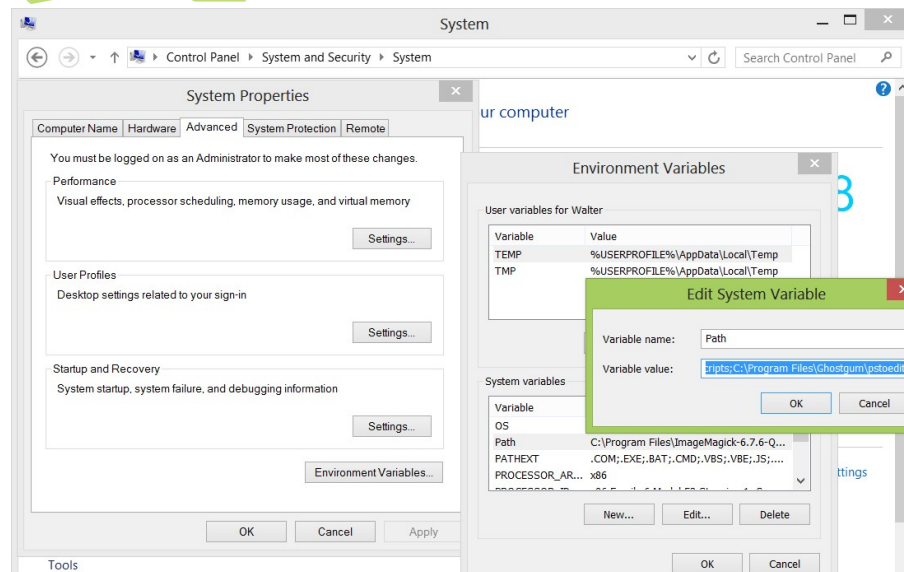 System
Control Panel System and Security System
Search Control Panel
System Properties
ur computer
Computer Name Hardware Advanced System Protection Remote
You must be logged on as an Administrator to make most of these changes.
Performance
Visual effects, processor scheduling, memory usage, and virtual memory
Settings...
User Profiles
Desktop settings related to your sign-in
Settings...
Startup and Recovery
System startup, system failure, and debugging information
Settings...
Environment Variables...
OK Cancel Apply
Tools
Environment Variables
8
User variables for Walter
Variable Value
TEMP %USERPROFILE%\AppData\Local\Temp
TMP %USERPROFILE%\AppData\Local\Temp
Edit System Variable
Variable name: Path
Variable value: cripts;C:\Program Files\Ghostgum\pstoedit
OK Cancel
System variables
Variable
OS
Path C:\Program Files\ImageMagick-6.7.6-Q...
PATHEXT .COM;.EXE;.BAT;.CMD;.VBS;.VBE;.JS;....
PROCESSOR_AR... x86
New... Edit... Delete
OK Cancel
ttings